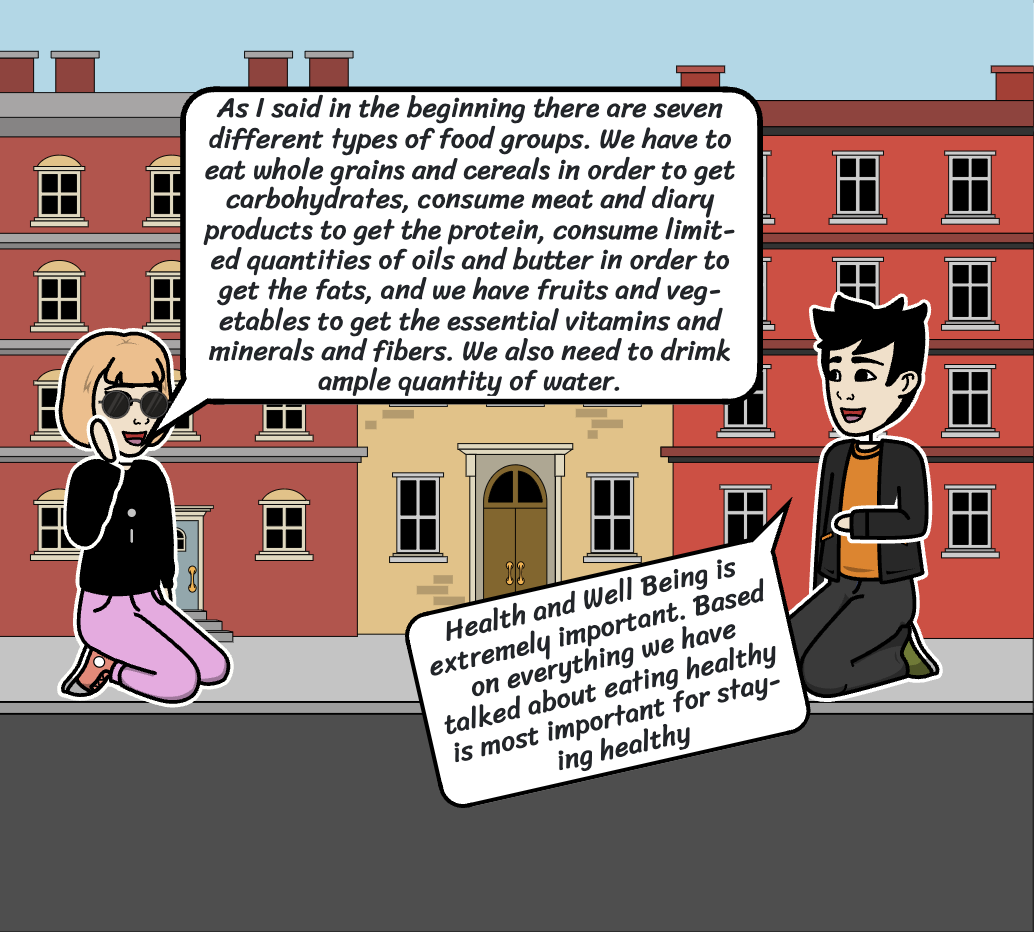 As I said in the beginning there are seven
different types of food groups. We have to
eat whole grains and cereals in order to get
carbohydrates, consume meat and diary
products to get the protein, consume limit-
ed quantities of oils and butter in order to
get the fats, and we have fruits and veg-
etables to get the essential vitamins and
minerals and fibers. We also need to drimk
ample quantity of water.
Health and Well Being is
extremely important. Based
on everything we have
talked about eating healthy
is most important for stay-
ing healthy